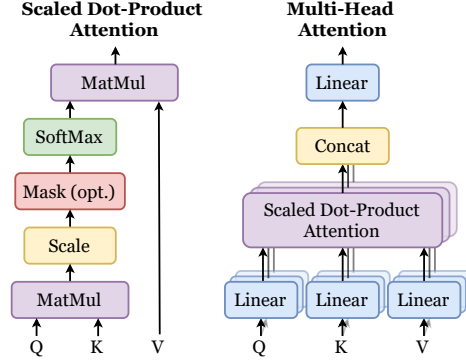 Scaled Dot-Product
Attention
MatMul
SoftMax
Mask (opt.)
Scale
MatMul
Q K V
Multi-Head
Attention
Linear
Concat
Scaled Dot-Product
Attention
Linear Linear Linear
Q K V